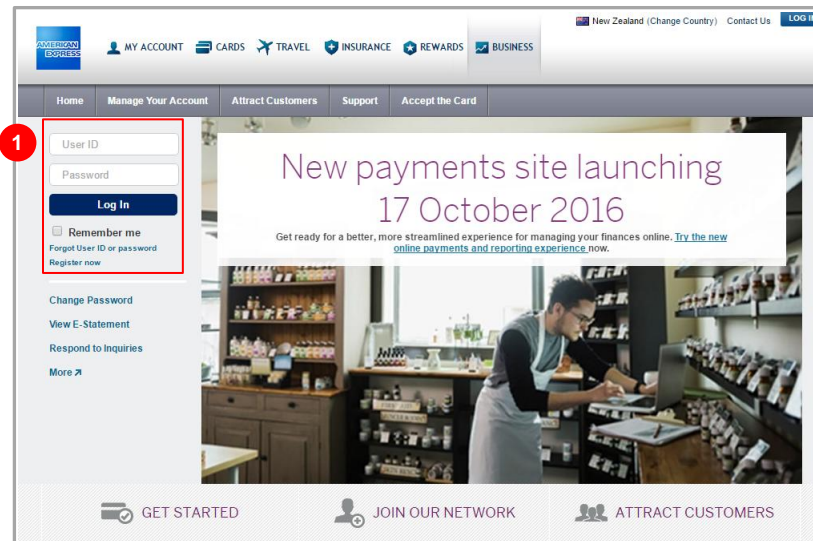 New Zealand (Change Country) Contact Us LOG I
AMERICAN EXPRESS
MY ACCOUNT CARDS TRAVEL INSURANCE REWARDS BUSINESS
Home Manage Your Account Attract Customers Support Accept the Card
1
User ID
Password
Log In
Remember me
Forgot User ID or password
Register now
Change Password
View E-Statement
Respond to Inquiries
More
New payments site launching
17 October 2016
Get ready for a better, more streamlined experience for managing your finances online. Try the new
online payments and reporting experience now.
GET STARTED JOIN OUR NETWORK ATTRACT CUSTOMERS